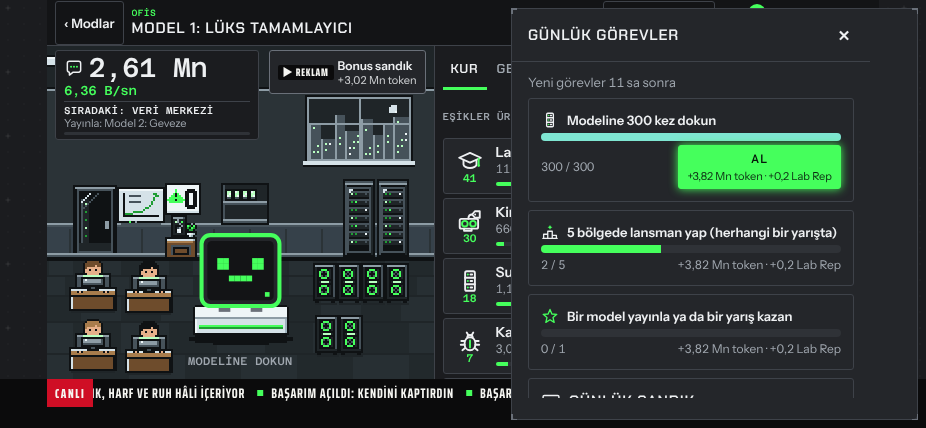 ‹ Modlar
OFİS
MODEL 1: LÜKS TAMAMLAYICI
2,61 Mn
6,36 B/sn
SIRADAKİ: VERİ MERKEZİ
Yayınla: Model 2: Geveze
REKLAM
Bonus sandık
+3,02 Mn token
KUR
EŞİKLER
41
30
18
7
MODELİNE DOKUN
CANLI
HARF VE RUH HÂLİ İÇERİYOR
BAŞARIM AÇILDI: KENDİNİ KAPTIRDIN
GÜNLÜK GÖREVLER
×
Yeni görevler 11 sa sonra
Modeline 300 kez dokun
300 / 300
AL
+3,82 Mn token · +0,2 Lab Rep
5 bölgede lansman yap (herhangi bir yarışta)
2 / 5
+3,82 Mn token · +0,2 Lab Rep
Bir model yayınla ya da bir yarış kazan
0 / 1
+3,82 Mn token · +0,2 Lab Rep
GÜNLÜK SANDIK